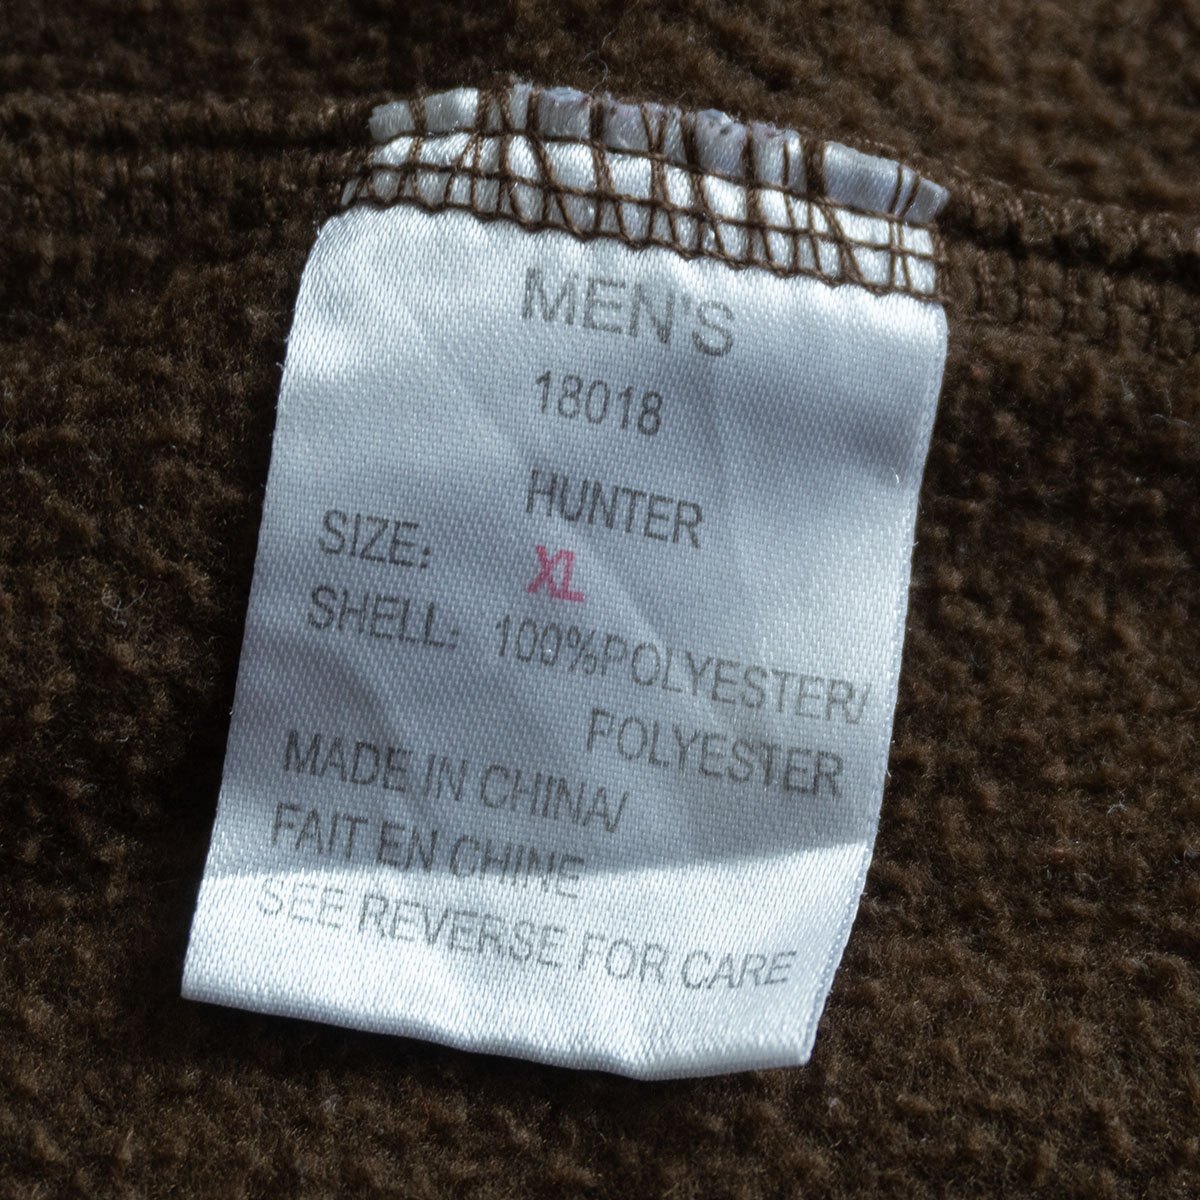 MEN'S
18018
HUNTER
SIZE: XL
SHELL: 100%POLYESTER/
POLYESTER
MADE IN CHINA/
FAIT EN CHINE
SEE REVERSE FOR CARE